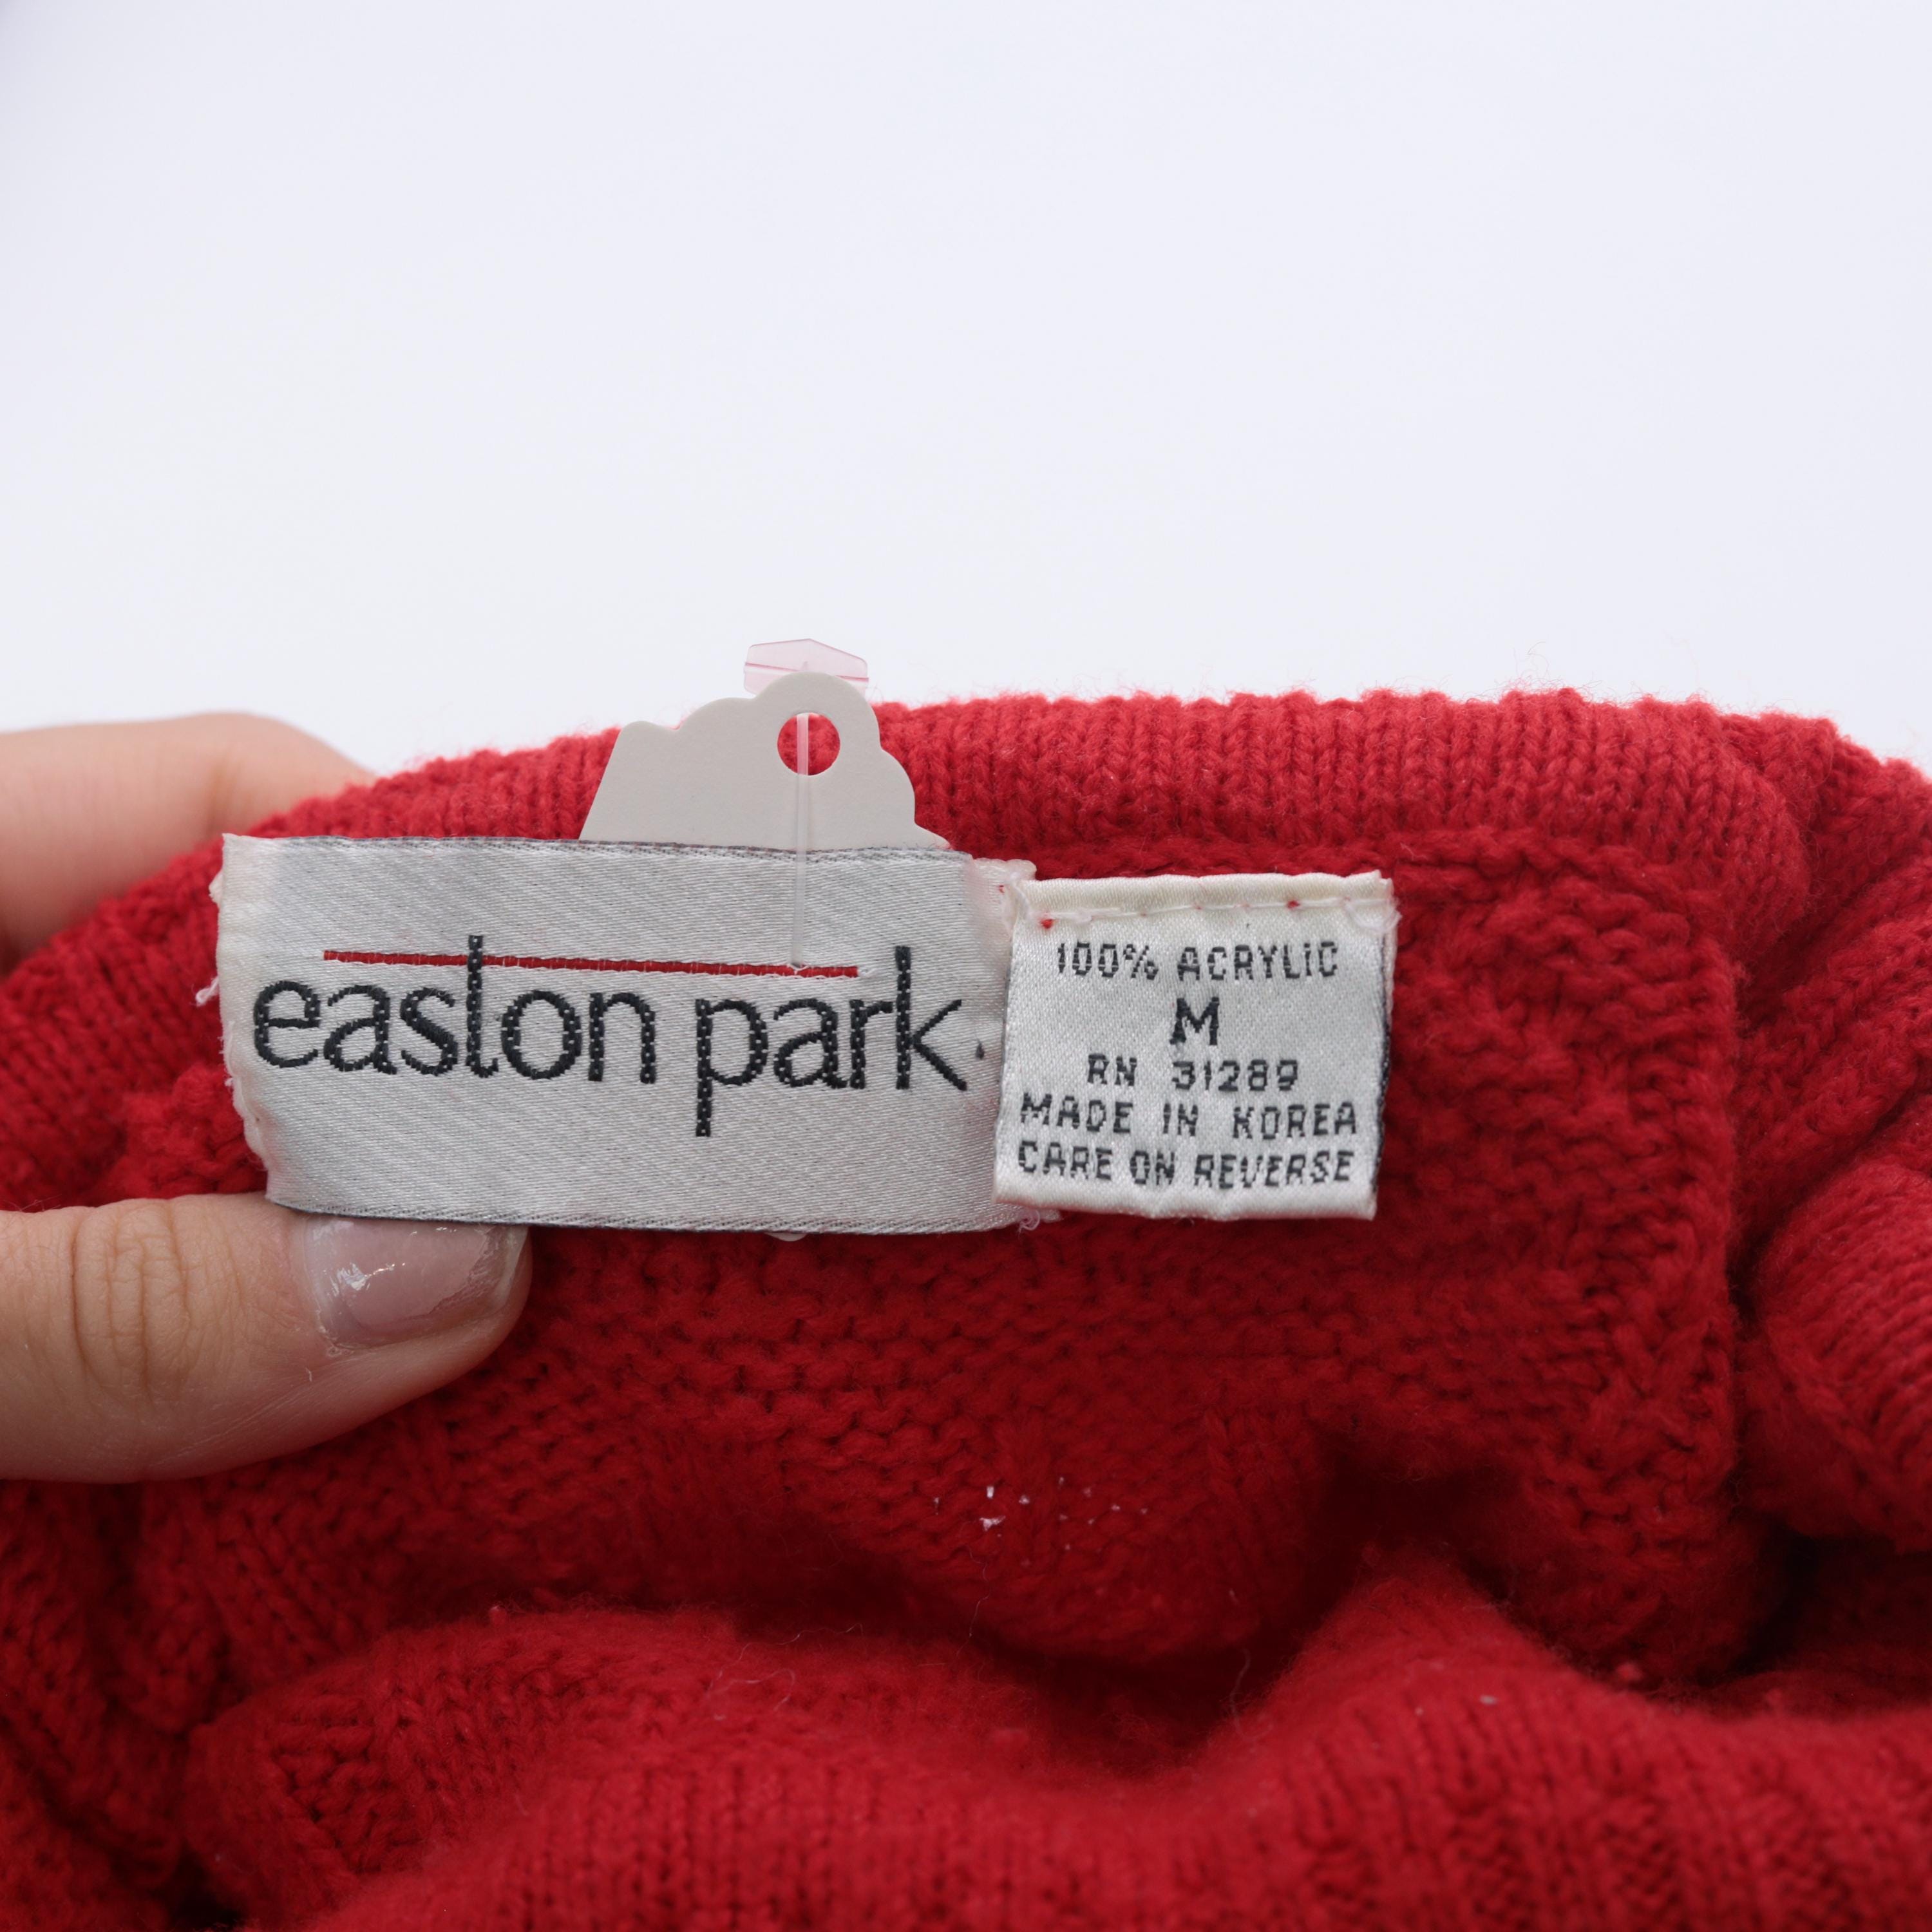 easton park
100% ACRYLIC
M
RN 31289
MADE IN KOREA
CARE ON REVERSE